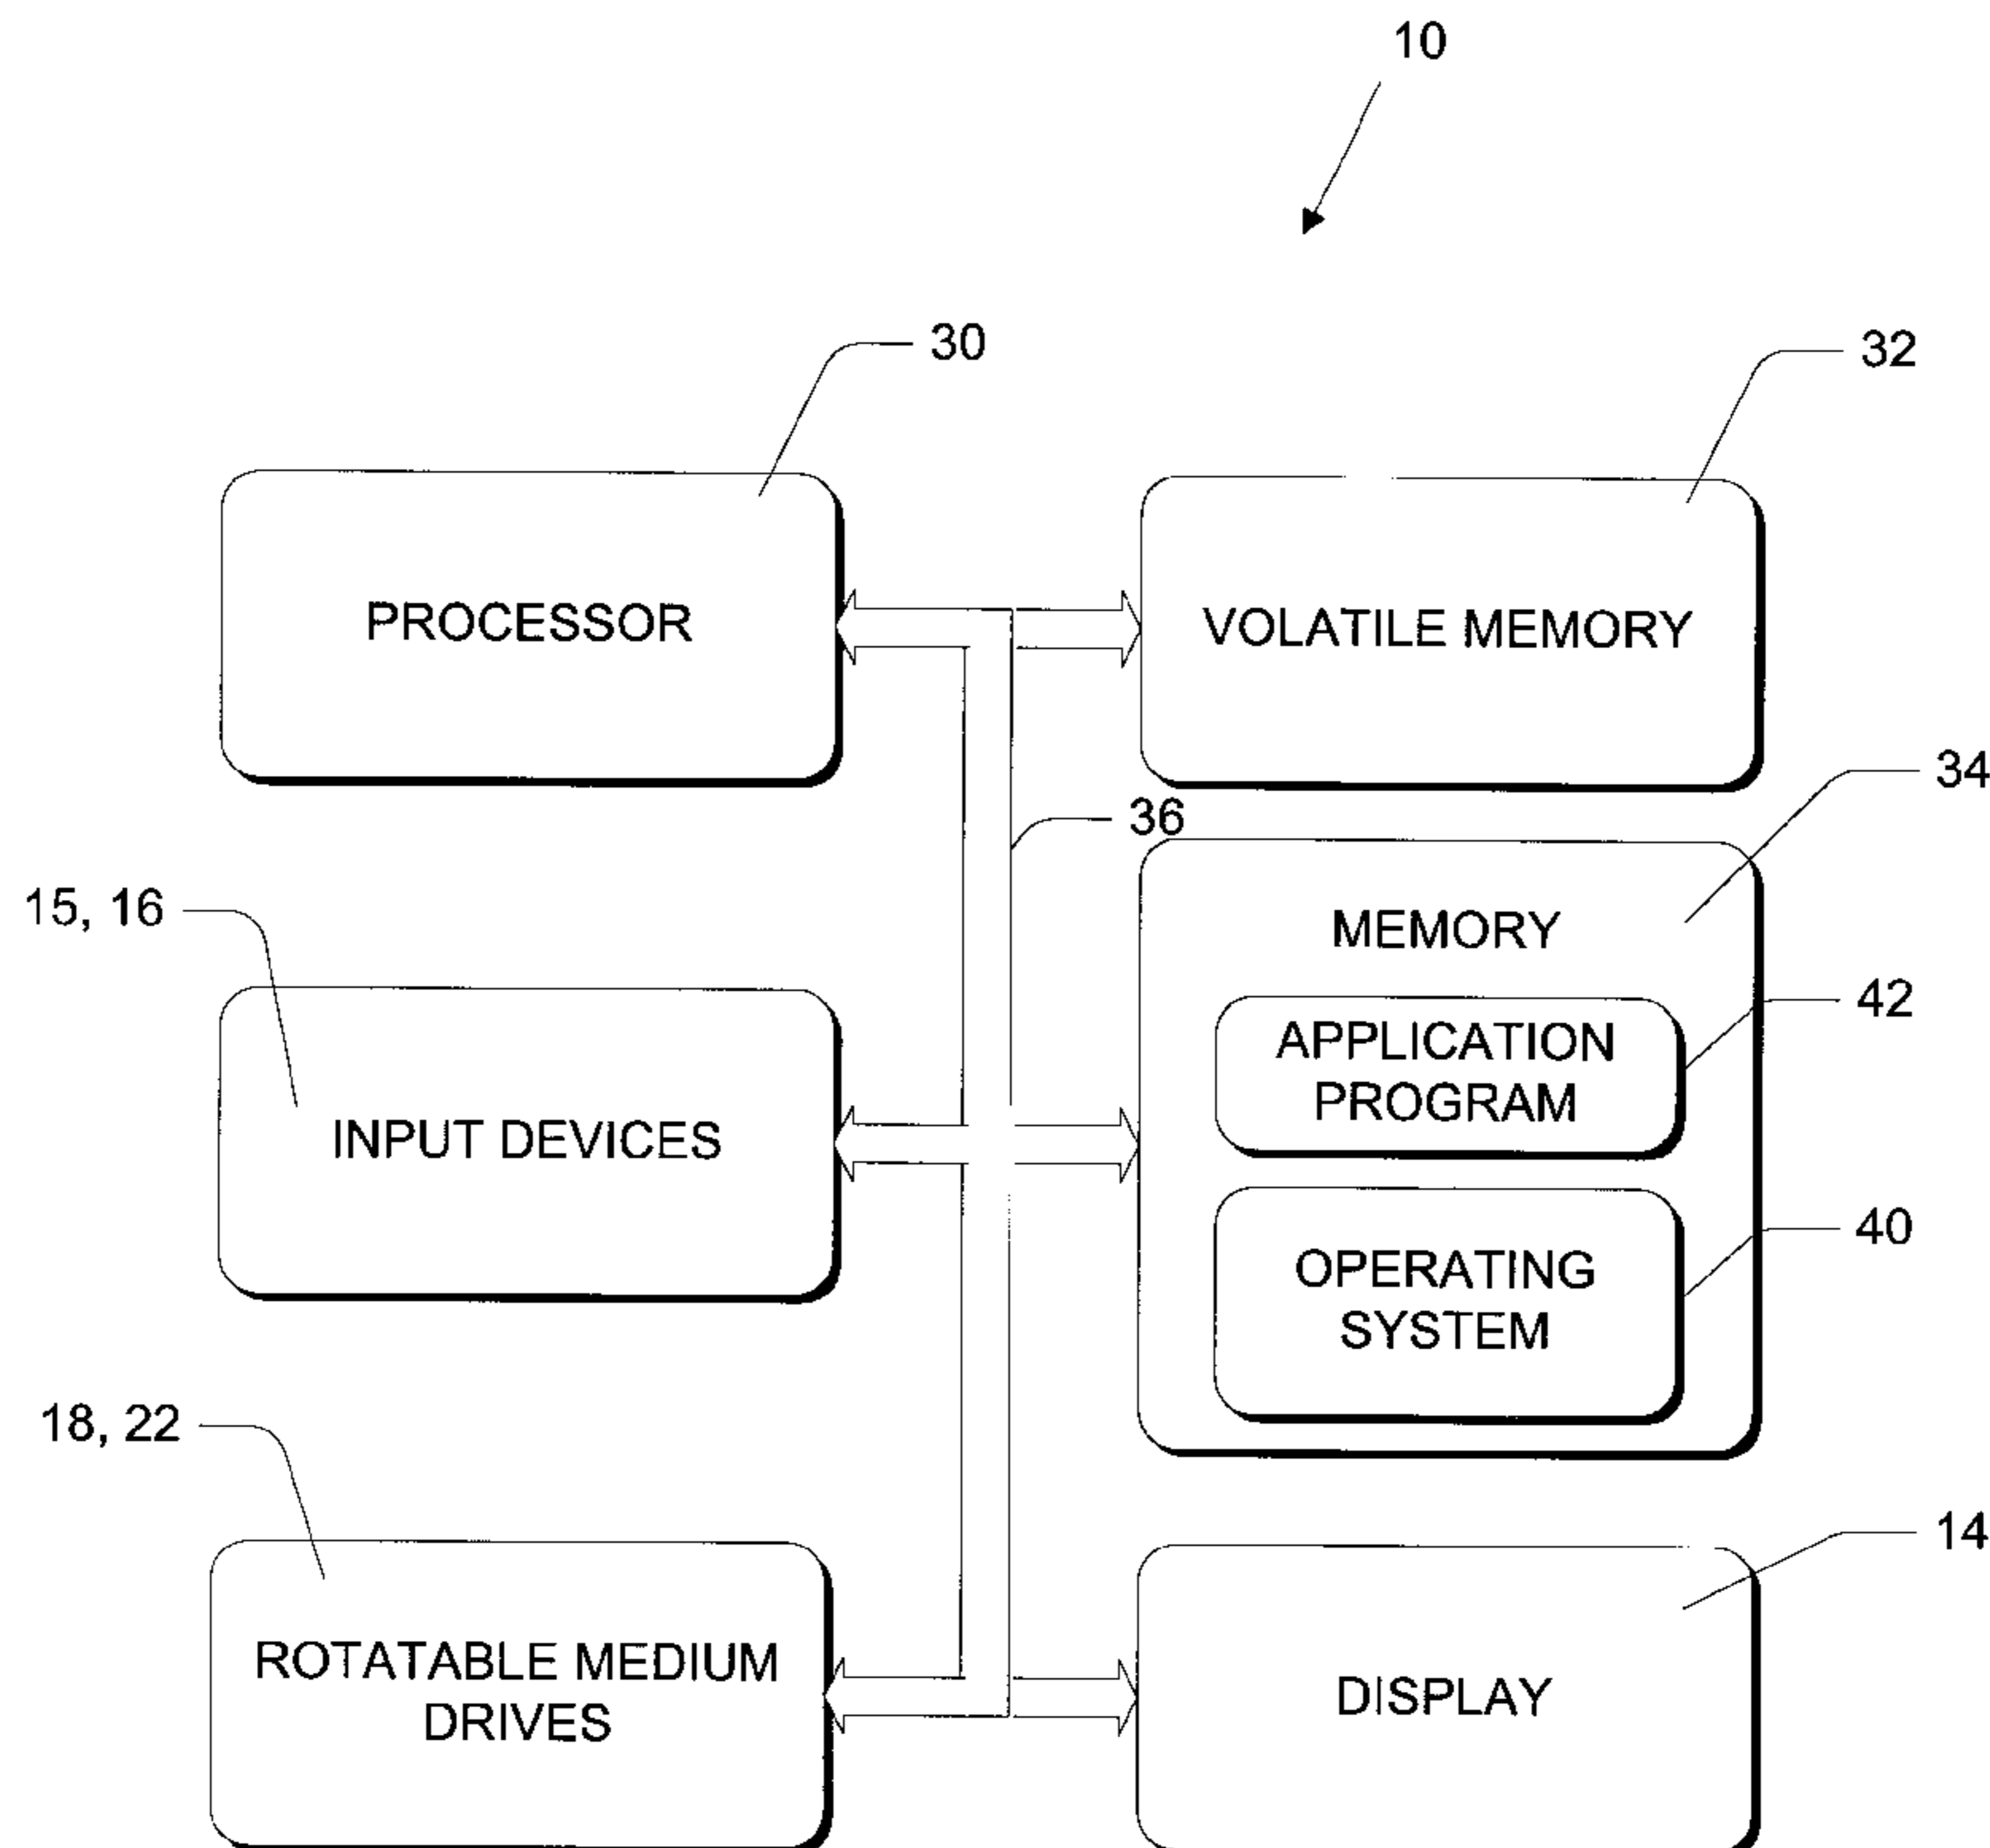 10
30
32
PROCESSOR
VOLATILE MEMORY
34
36
15, 16
MEMORY
42
APPLICATION
PROGRAM
INPUT DEVICES
40
OPERATING
SYSTEM
18, 22
14
ROTATABLE MEDIUM
DRIVES
DISPLAY